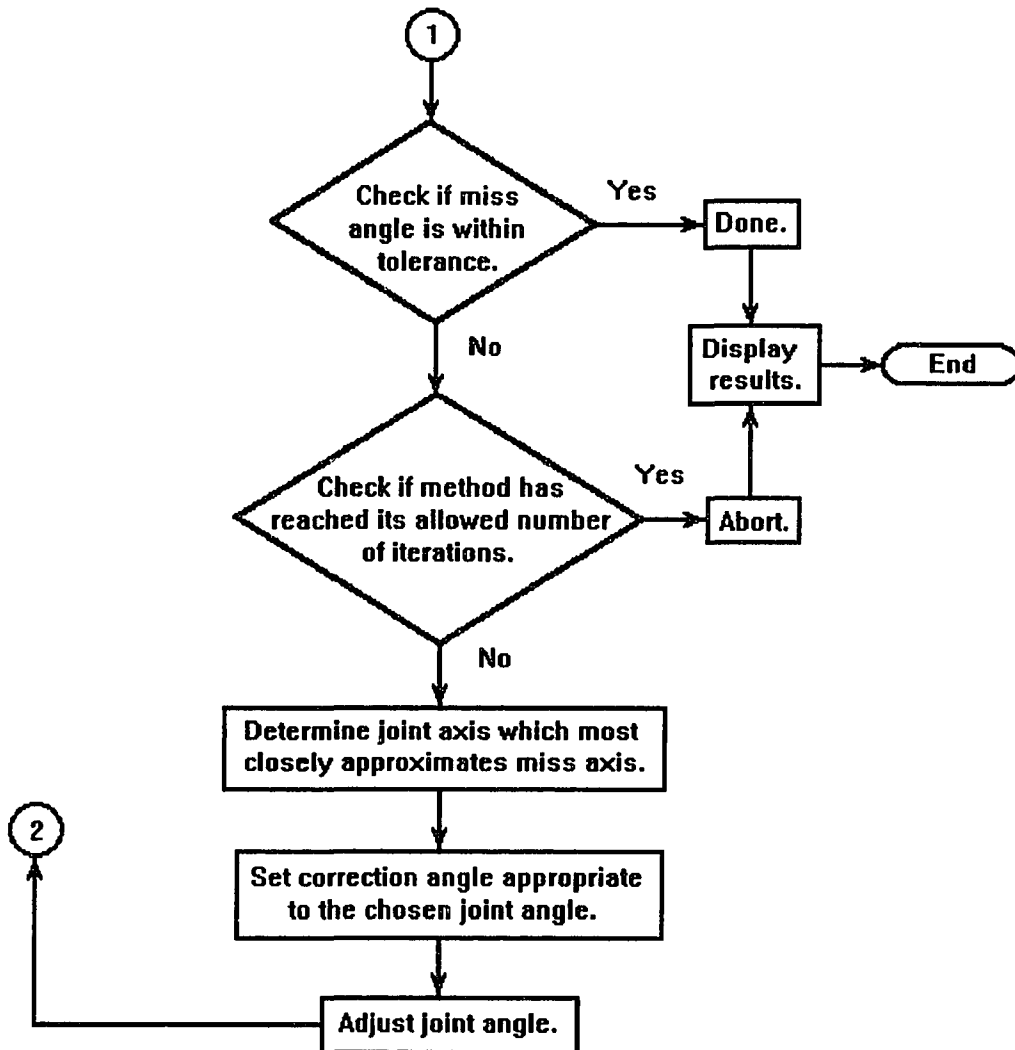 1
Check if miss
angle is within
tolerance.
Yes
Done.
No
Display
results.
End
Check if method has
reached its allowed number
of iterations.
Yes
Abort.
No
Determine joint axis which most
closely approximates miss axis.
2
Set correction angle appropriate
to the chosen joint angle.
Adjust joint angle.